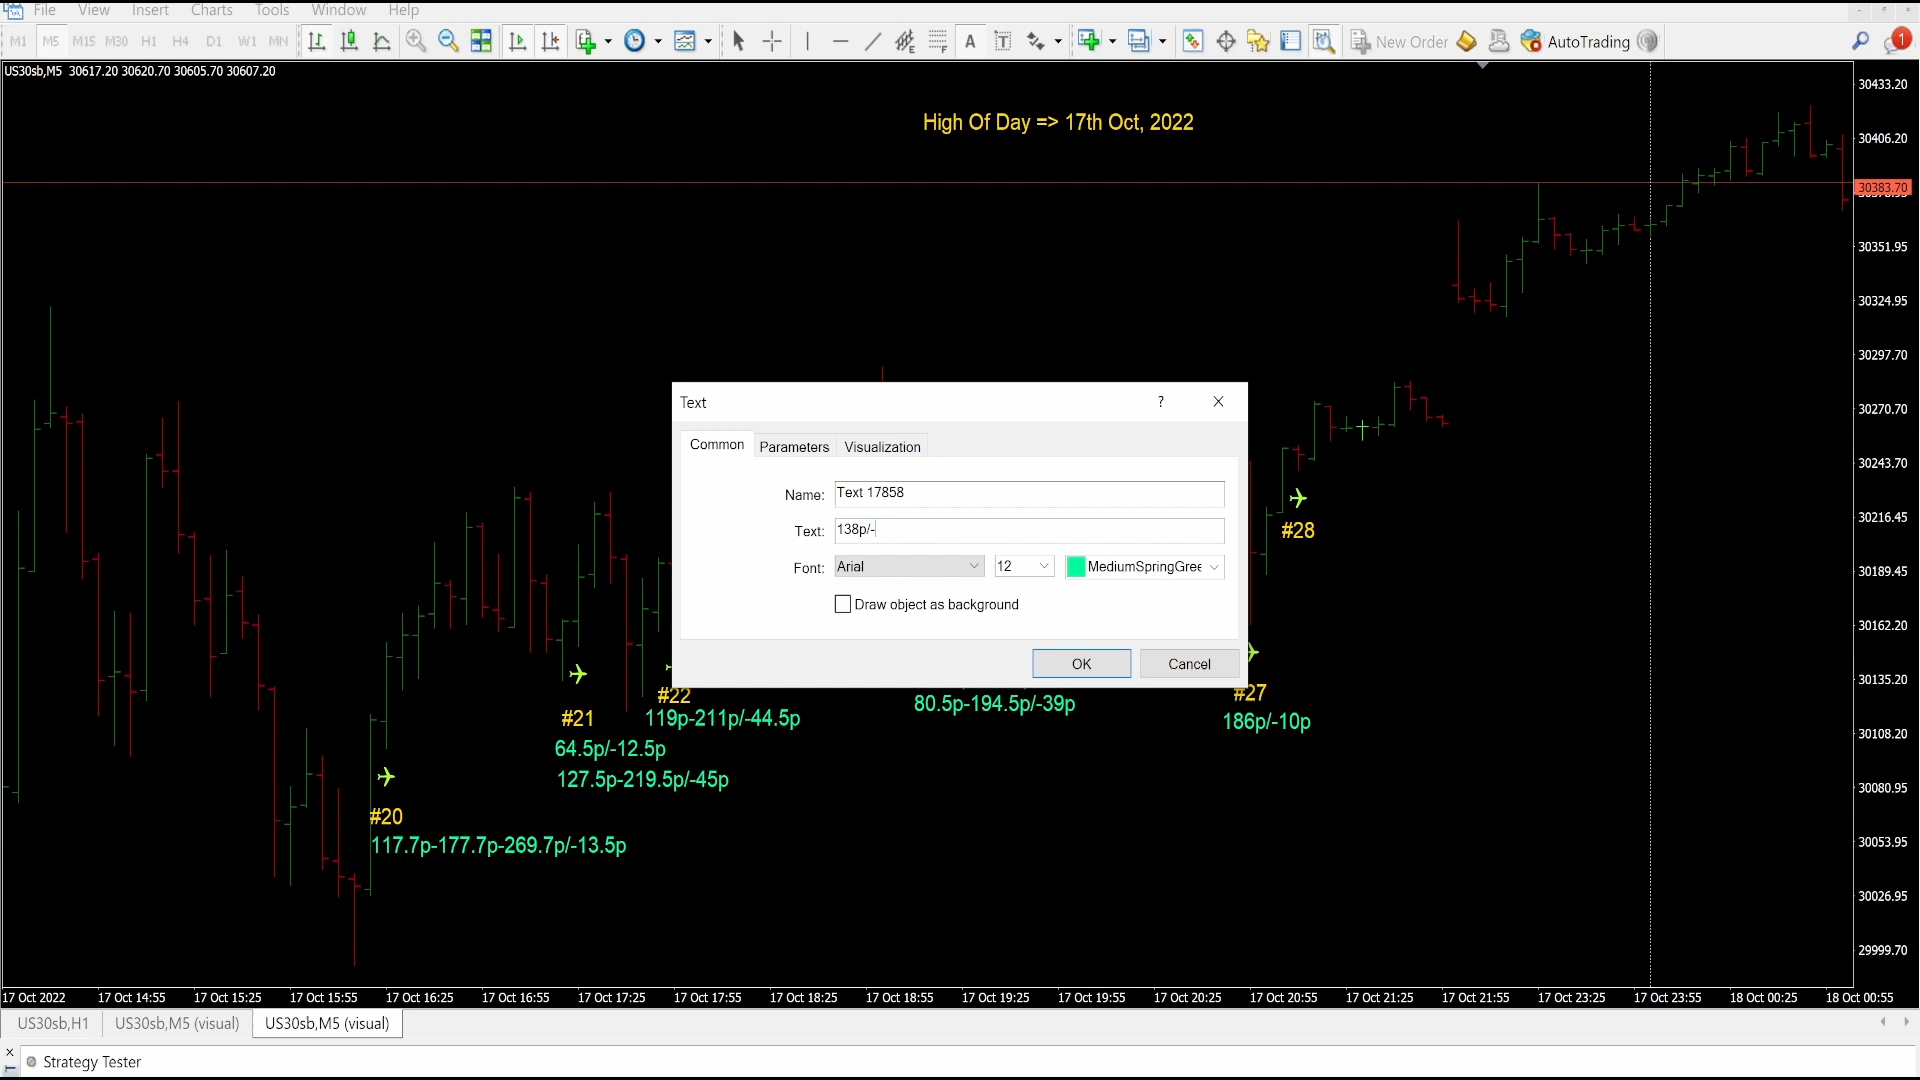 File View Insert Charts Tools Window Help
M1 M5 M15 M30 H1 H4 D1 W1 MN A T E F New Order AutoTrading 1
US30sb,M5 30617.20 30620.70 30605.70 30607.20
High Of Day => 17th Oct, 2022
30433.20
30406.20
30383.70
30351.95
30324.95
30297.70
30270.70
30243.70
30216.45
30189.45
30162.20
30135.20
30108.20
30080.95
30053.95
30026.95
29999.70
Text ?
Common Parameters Visualization
Name: Text 17858
Text: 138p/-
Font: Arial 12 MediumSpringGree
Draw object as background
OK Cancel
#28
#27
186p/-10p
80.5p-194.5p/-39p
#22
119p-211p/-44.5p
#21
64.5p/-12.5p
127.5p-219.5p/-45p
#20
117.7p-177.7p-269.7p/-13.5p
17 Oct 2022 17 Oct 14:55 17 Oct 15:25 17 Oct 15:55 17 Oct 16:25 17 Oct 16:55 17 Oct 17:25 17 Oct 17:55 17 Oct 18:25 17 Oct 18:55 17 Oct 19:25 17 Oct 19:55 17 Oct 20:25 17 Oct 20:55 17 Oct 21:25 17 Oct 21:55 17 Oct 23:25 17 Oct 23:55 18 Oct 00:25 18 Oct 00:55
US30sb,H1 US30sb,M5 (visual) US30sb,M5 (visual)
Strategy Tester